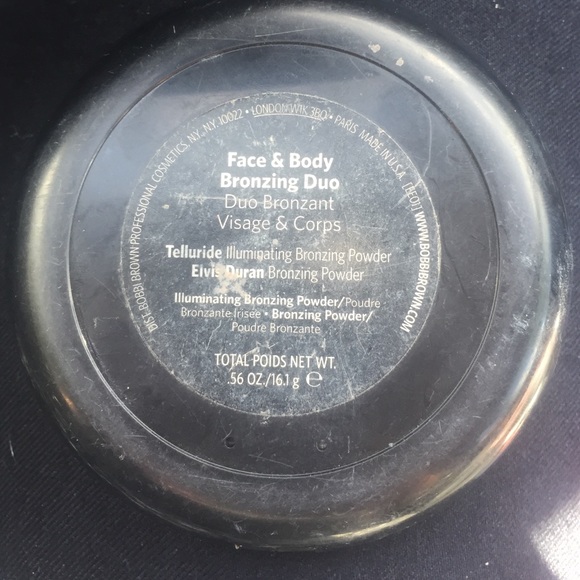 DIST: BOBBI BROWN PROFESSIONAL COSMETICS, NY, NY 10022 • LONDON W1K 3BQ • PARIS MADE IN U.S.A. WWW.BOBBIBROWN.COM
Face & Body
Bronzing Duo
Duo Bronzant
Visage & Corps
Telluride Illuminating Bronzing Powder
Elvis Duran Bronzing Powder
Illuminating Bronzing Powder/Poudre
Bronzante Irisee • Bronzing Powder/
Poudre Bronzante
TOTAL POIDS NET WT.
.56 OZ./16.1 g ℮